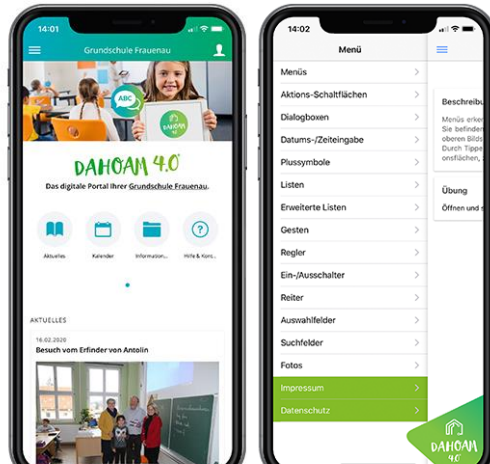 14:01
Grundschule Frauenau
ABC
DAHOAM
4.0
DAHOAM 4.0
Das digitale Portal Ihrer Grundschule Frauenau.
Aktuelles
Kalender
Information...
Hilfe & Kont...
AKTUELLES
16.02.2020
Besuch vom Erfinder von Antolin
14:02
Menü
Menüs
Aktions-Schaltflächen
Dialogboxen
Datums-/Zeiteingabe
Plussymbole
Listen
Erweiterte Listen
Gesten
Regler
Ein-/Ausschalter
Reiter
Auswahlfelder
Suchfelder
Fotos
Impressum
Datenschutz
Beschreibu
Menüs erke
Sie befinde
oberen Bilds
Durch Tippe
onsflächen,
Übung
Öffnen und s
DAHOAM
4.0